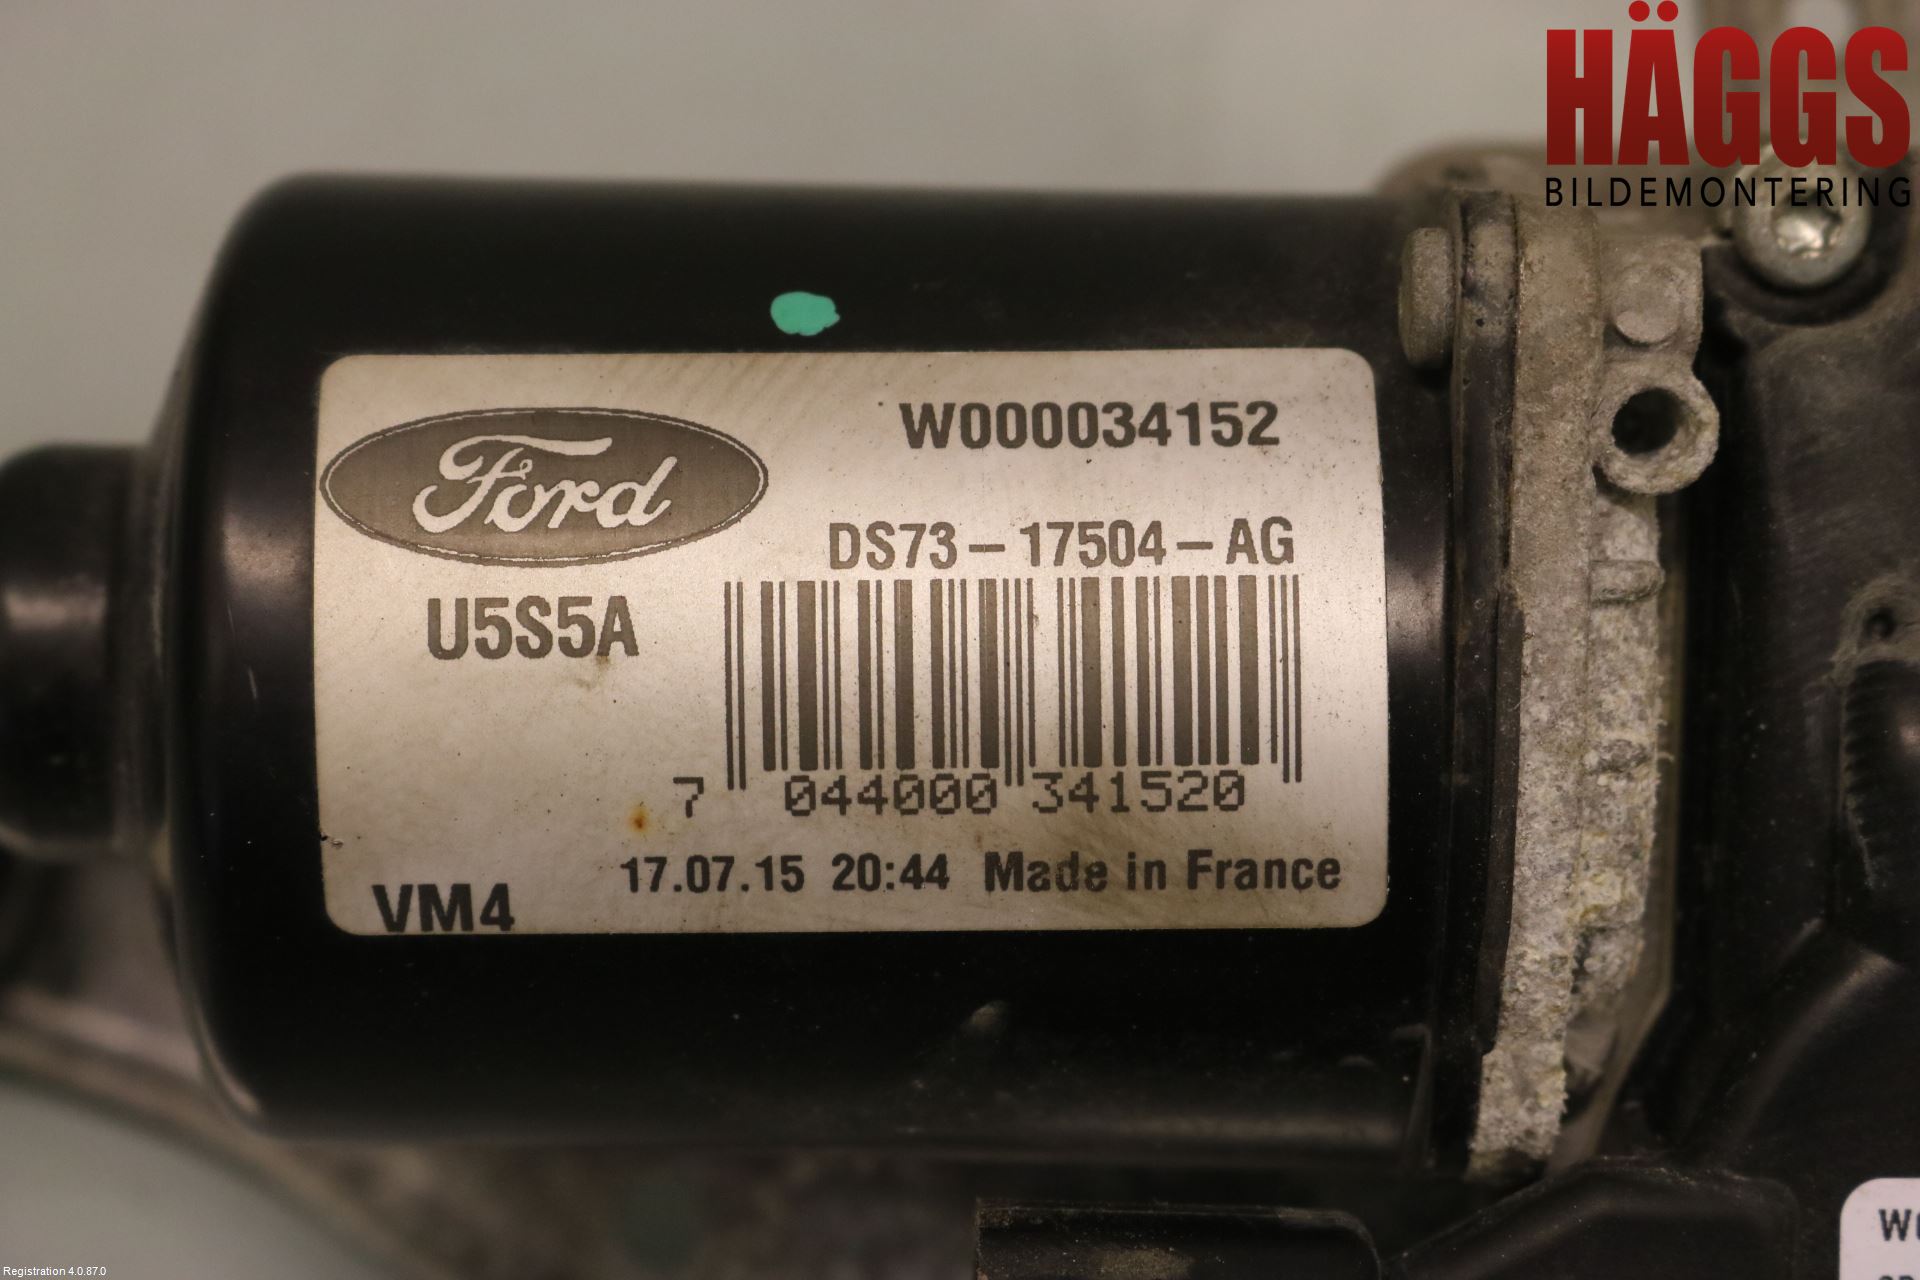 HÄGGS
BILDEMONTERING
W000034152
Ford
DS73-17504-AG
U5S5A
7 044000 341520
17.07.15 20:44 Made in France
VM4
Registration 4.0.87.0